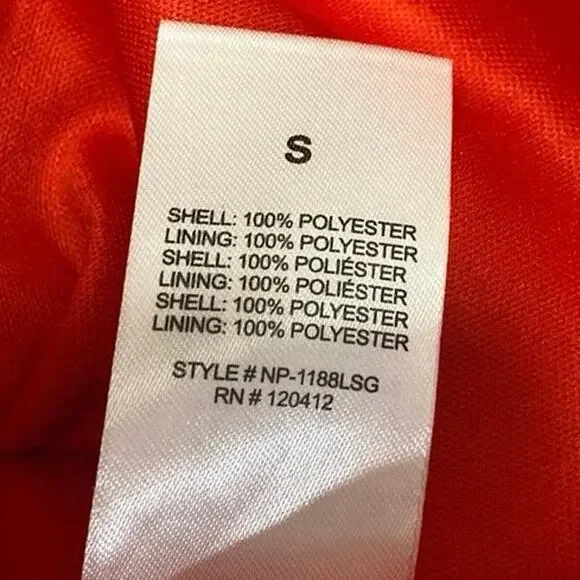 S
SHELL: 100% POLYESTER
LINING: 100% POLYESTER
SHELL: 100% POLIÉSTER
LINING: 100% POLIÉSTER
SHELL: 100% POLYESTER
LINING: 100% POLYESTER
STYLE # NP-1188LSG
RN # 120412